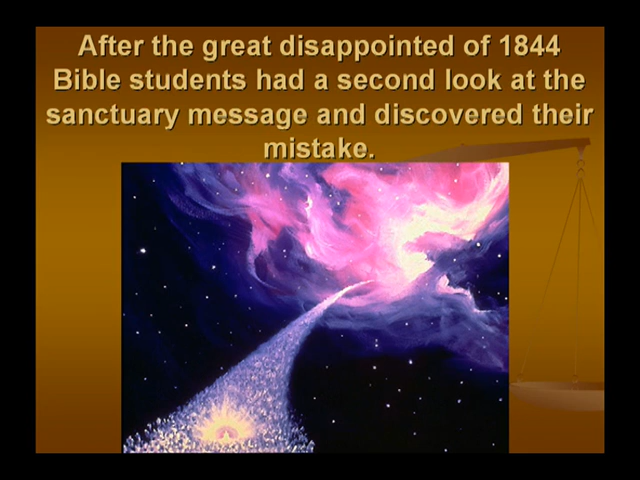 After the great disappointed of 1844
Bible students had a second look at the
sanctuary message and discovered their
mistake.